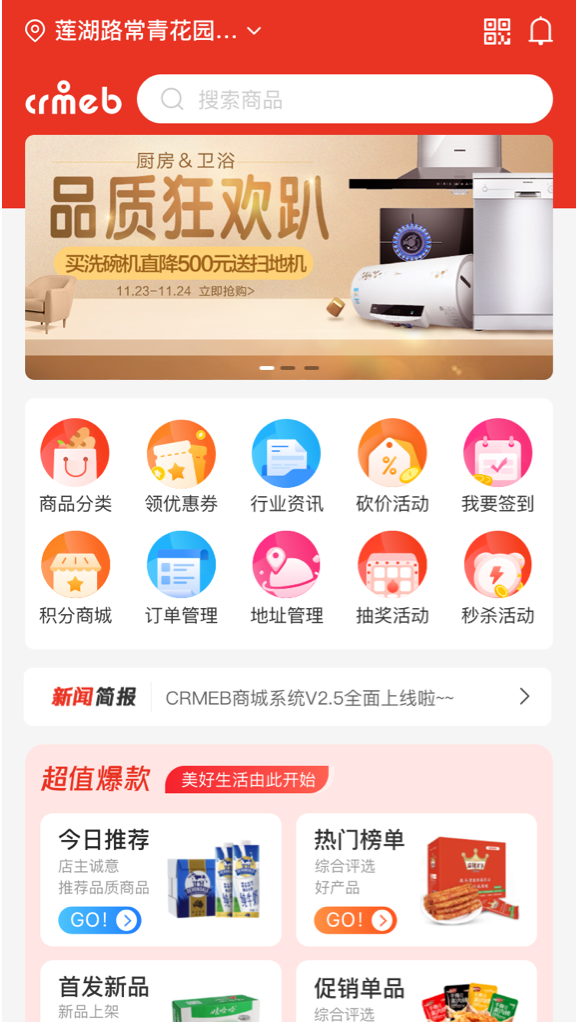 莲湖路常青花园...
crmeb
搜索商品
厨房＆卫浴
品质狂欢趴
买洗碗机直降500元送扫地机
11.23-11.24 立即抢购>
商品分类
领优惠券
行业资讯
砍价活动
我要签到
积分商城
订单管理
地址管理
抽奖活动
秒杀活动
新闻简报
CRMEB商城系统V2.5全面上线啦~~
超值爆款
美好生活由此开始
今日推荐
店主诚意
推荐品质商品
GO!
热门榜单
综合评选
好产品
GO!
首发新品
新品上架
促销单品
综合评选